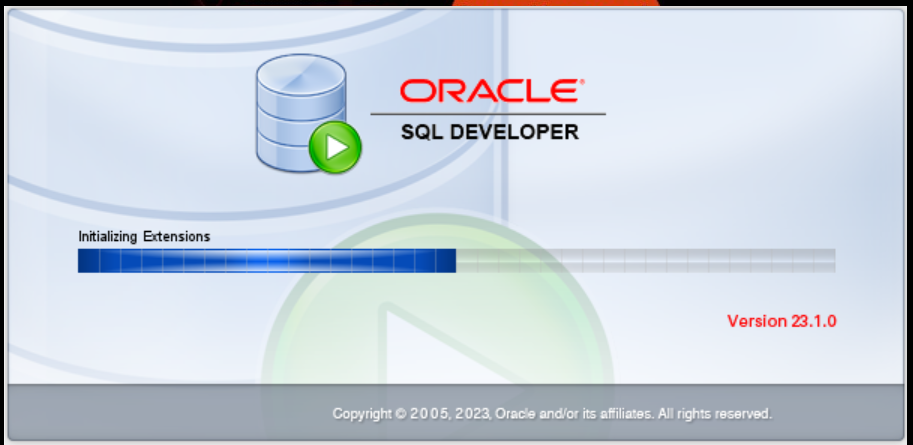 ORACLE
SQL DEVELOPER
Initializing Extensions
Version 23.1.0
Copyright © 2005, 2023, Oracle and/or its affiliates. All rights reserved.